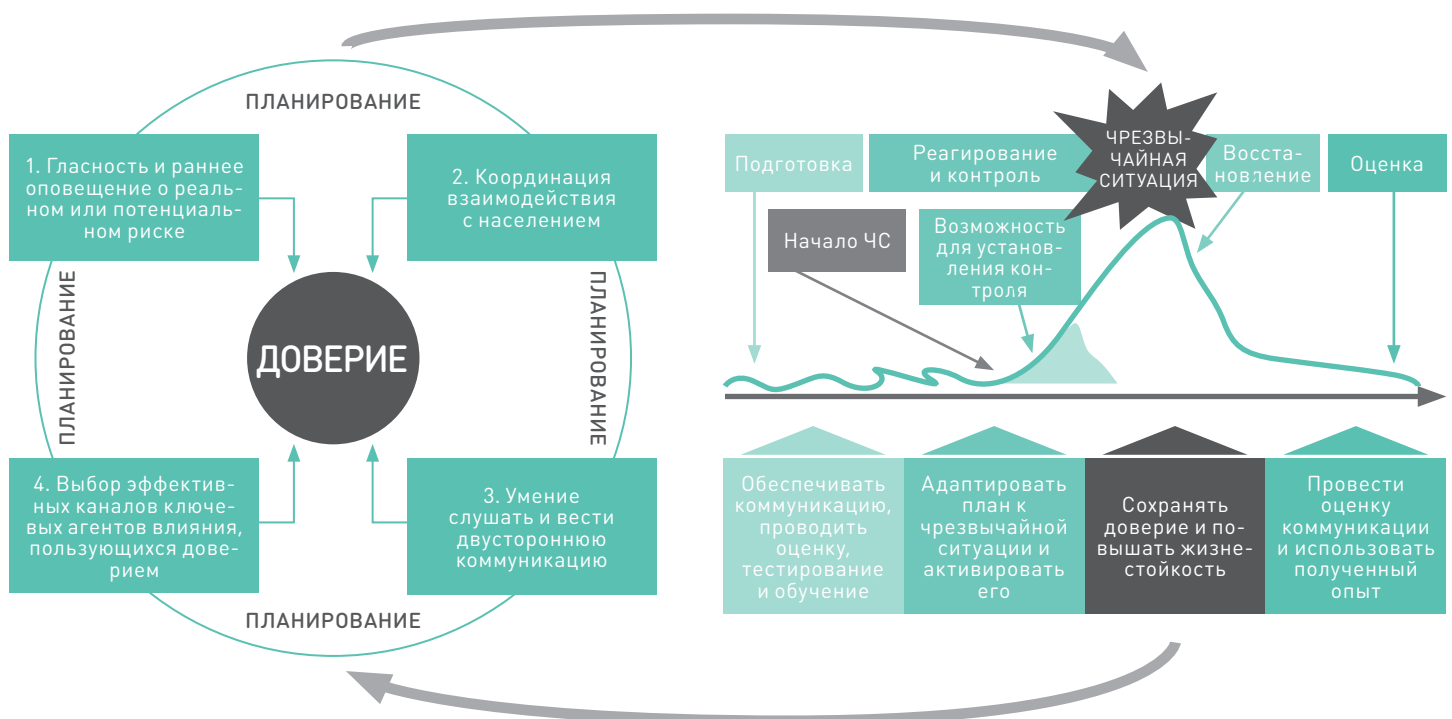 ПЛАНИРОВАНИЕ
1. Гласность и раннее
оповещение о реаль-
ном или потенциаль-
ном риске
2. Координация
взаимодействия
с населением
ПЛАНИРОВАНИЕ
ДОВЕРИЕ
ПЛАНИРОВАНИЕ
4. Выбор эффектив-
ных каналов ключе-
вых агентов влияния,
пользующихся дове-
рием
3. Умение
слушать и вести
двустороннюю
коммуникацию
ПЛАНИРОВАНИЕ
Подготовка
Реагирование
и контроль
ЧРЕЗВЫ-
ЧАЙНАЯ
СИТУАЦИЯ
Восста-
новление
Оценка
Начало ЧС
Возможность
для установ-
ления кон-
троля
Обеспечивать
коммуникацию,
проводить
оценку,
тестирование
и обучение
Адаптировать
план к
чрезвычайной
ситуации и
активировать
его
Сохранять
доверие и по-
вышать жизне-
стойкость
Провести
оценку
коммуникации
и использовать
полученный
опыт